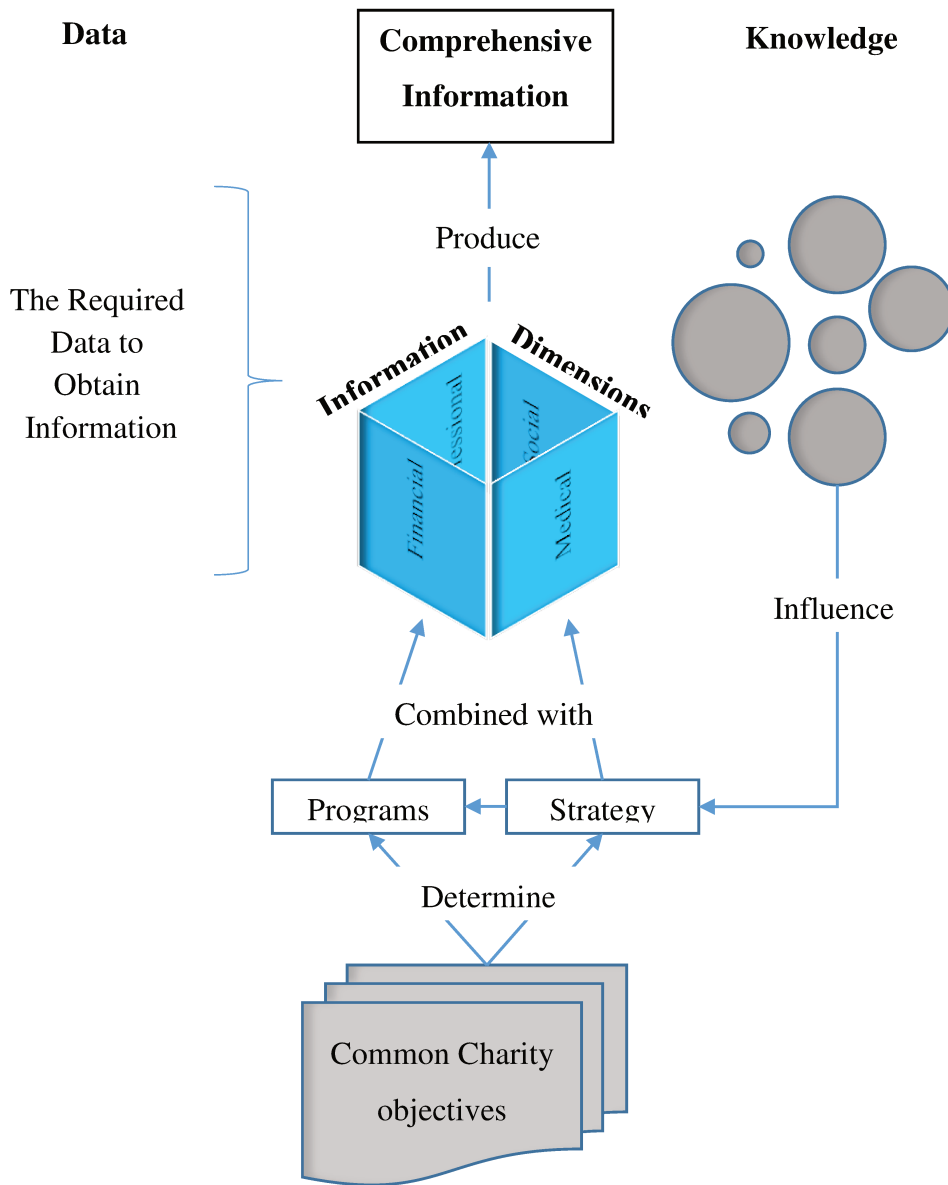 Data
Comprehensive
Information
Knowledge
Produce
The Required
Data to
Obtain
Information
Information
Dimensions
Social
Financial
Medical
Influence
Combined with
Programs
Strategy
Determine
Common Charity
objectives